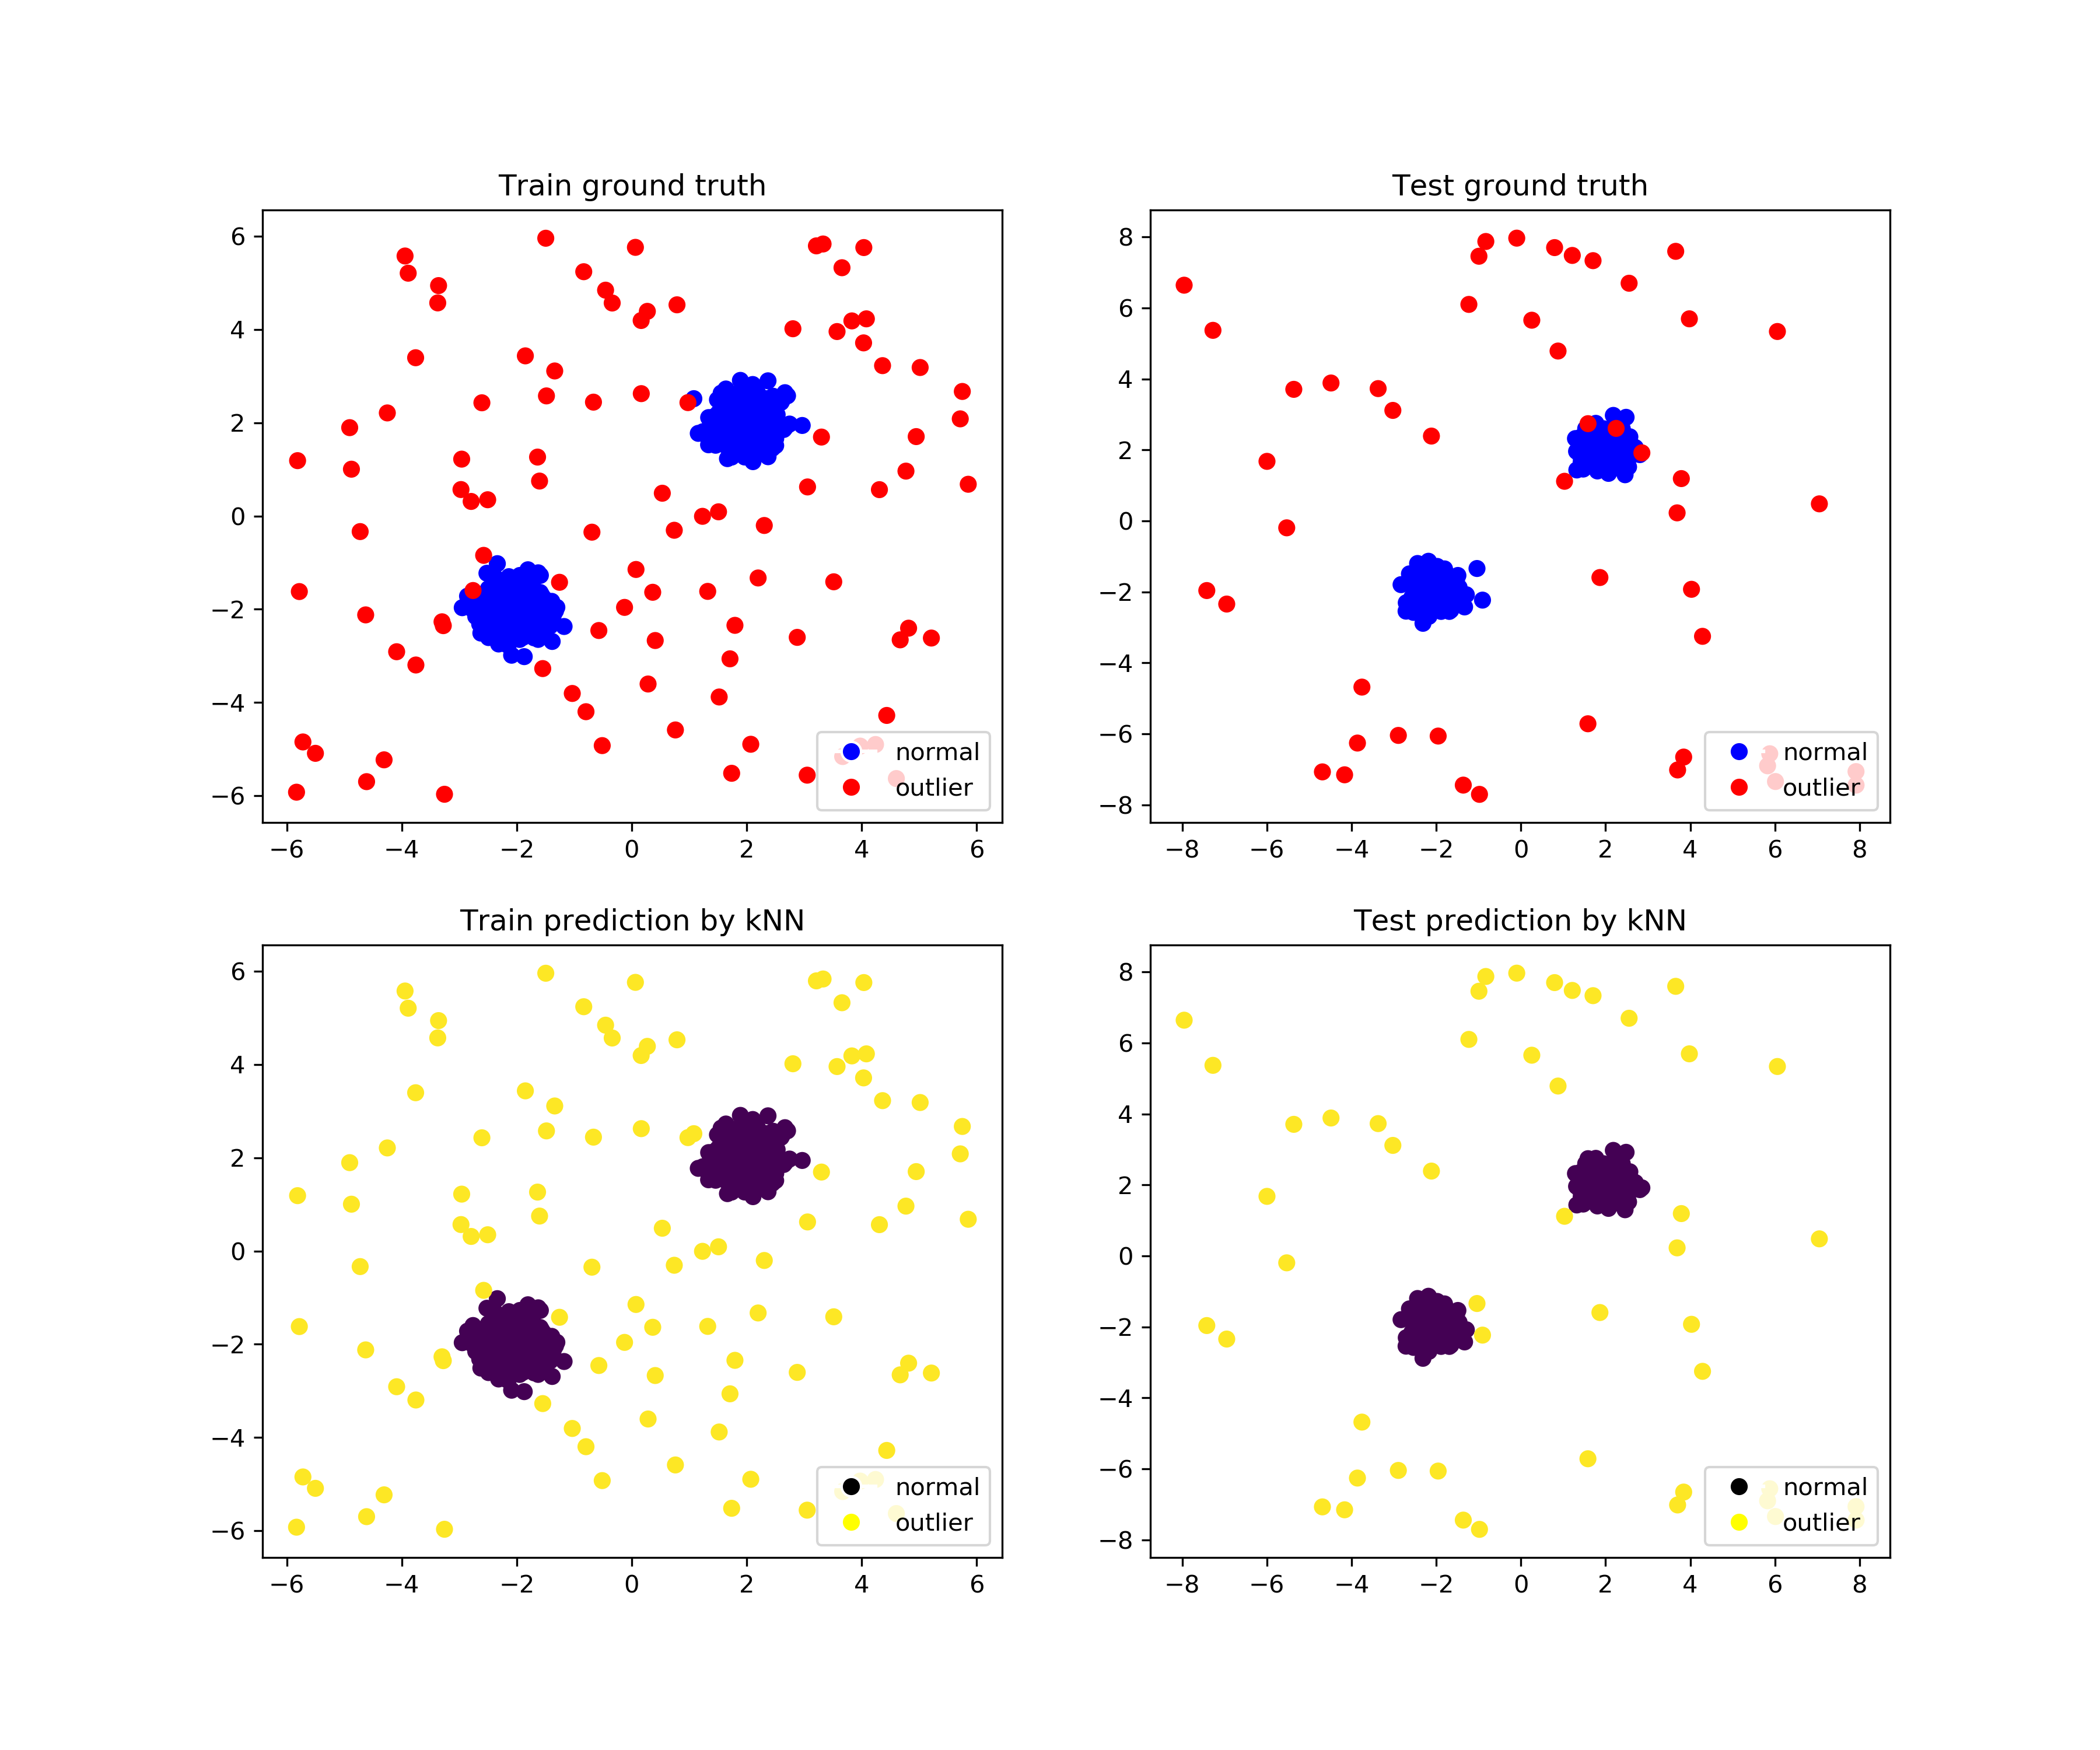 Train ground truth
6
4
2
0
−2
−4
−6
−6 −4 −2 0 2 4 6
normal
outlier
Test ground truth
8
6
4
2
0
−2
−4
−6
−8
−8 −6 −4 −2 0 2 4 6 8
normal
outlier
Train prediction by kNN
6
4
2
0
−2
−4
−6
−6 −4 −2 0 2 4 6
normal
outlier
Test prediction by kNN
8
6
4
2
0
−2
−4
−6
−8
−8 −6 −4 −2 0 2 4 6 8
normal
outlier